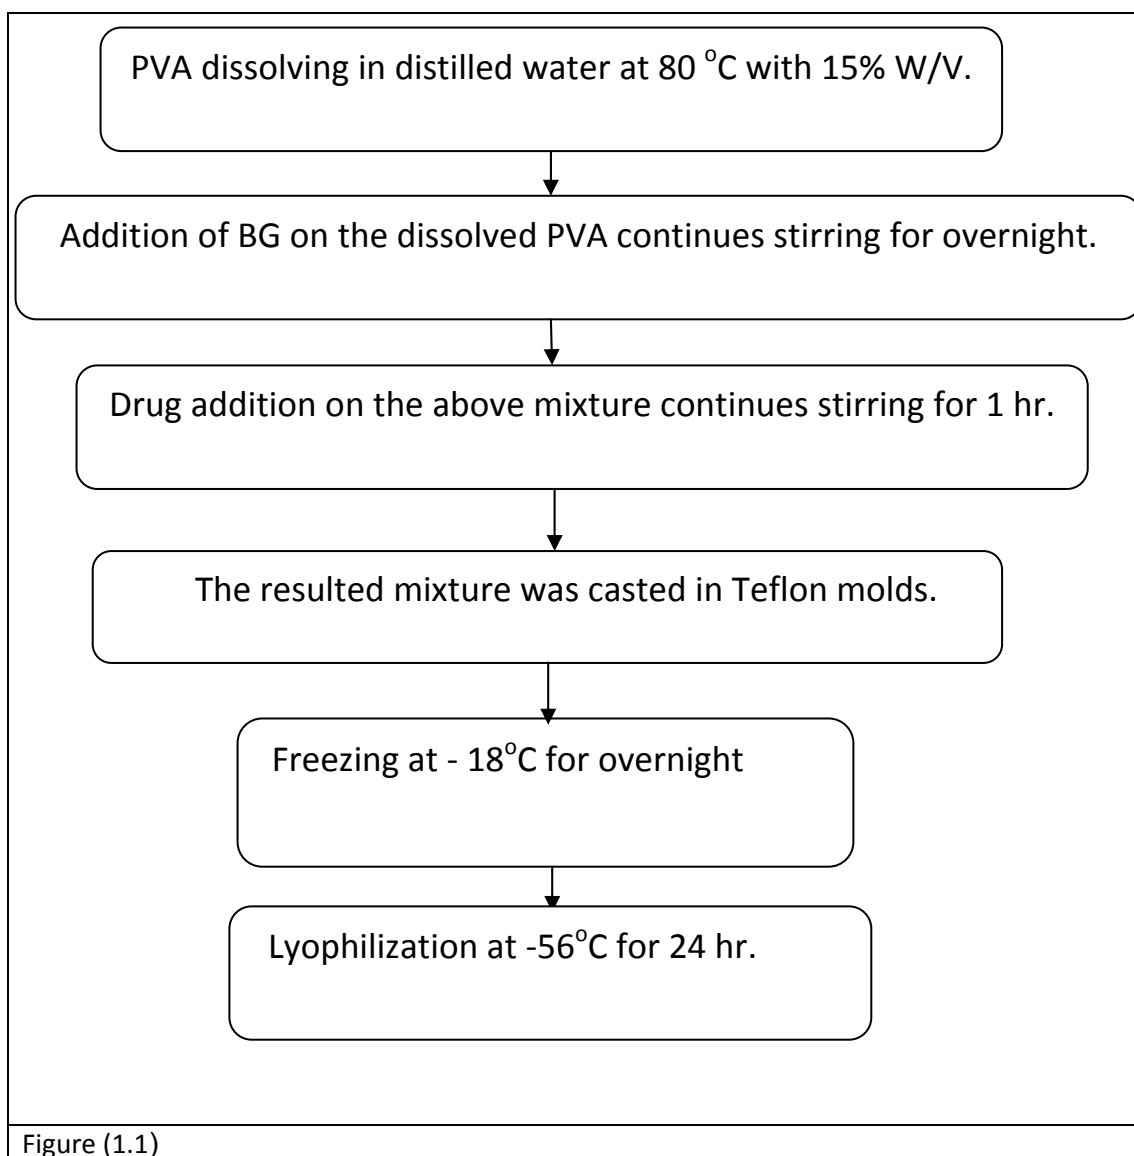 PVA dissolving in distilled water at 80 °C with 15% W/V.
Addition of BG on the dissolved PVA continues stirring for overnight.
Drug addition on the above mixture continues stirring for 1 hr.
The resulted mixture was casted in Teflon molds.
Freezing at - 18°C for overnight
Lyophilization at -56°C for 24 hr.
Figure (1.1)